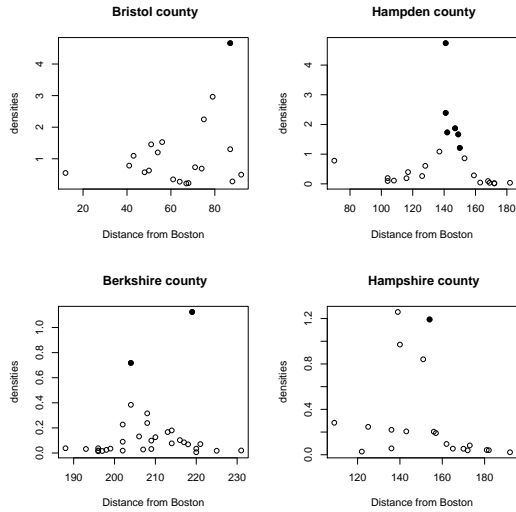 Bristol county
Hampden county
densities
1 2 3 4
20 40 60 80
Distance from Boston
densities
0 1 2 3 4
80 100 120 140 160 180
Distance from Boston
Berkshire county
Hampshire county
densities
0.0 0.2 0.4 0.6 0.8 1.0
190 200 210 220 230
Distance from Boston
densities
0.0 0.4 0.8 1.2
120 140 160 180
Distance from Boston